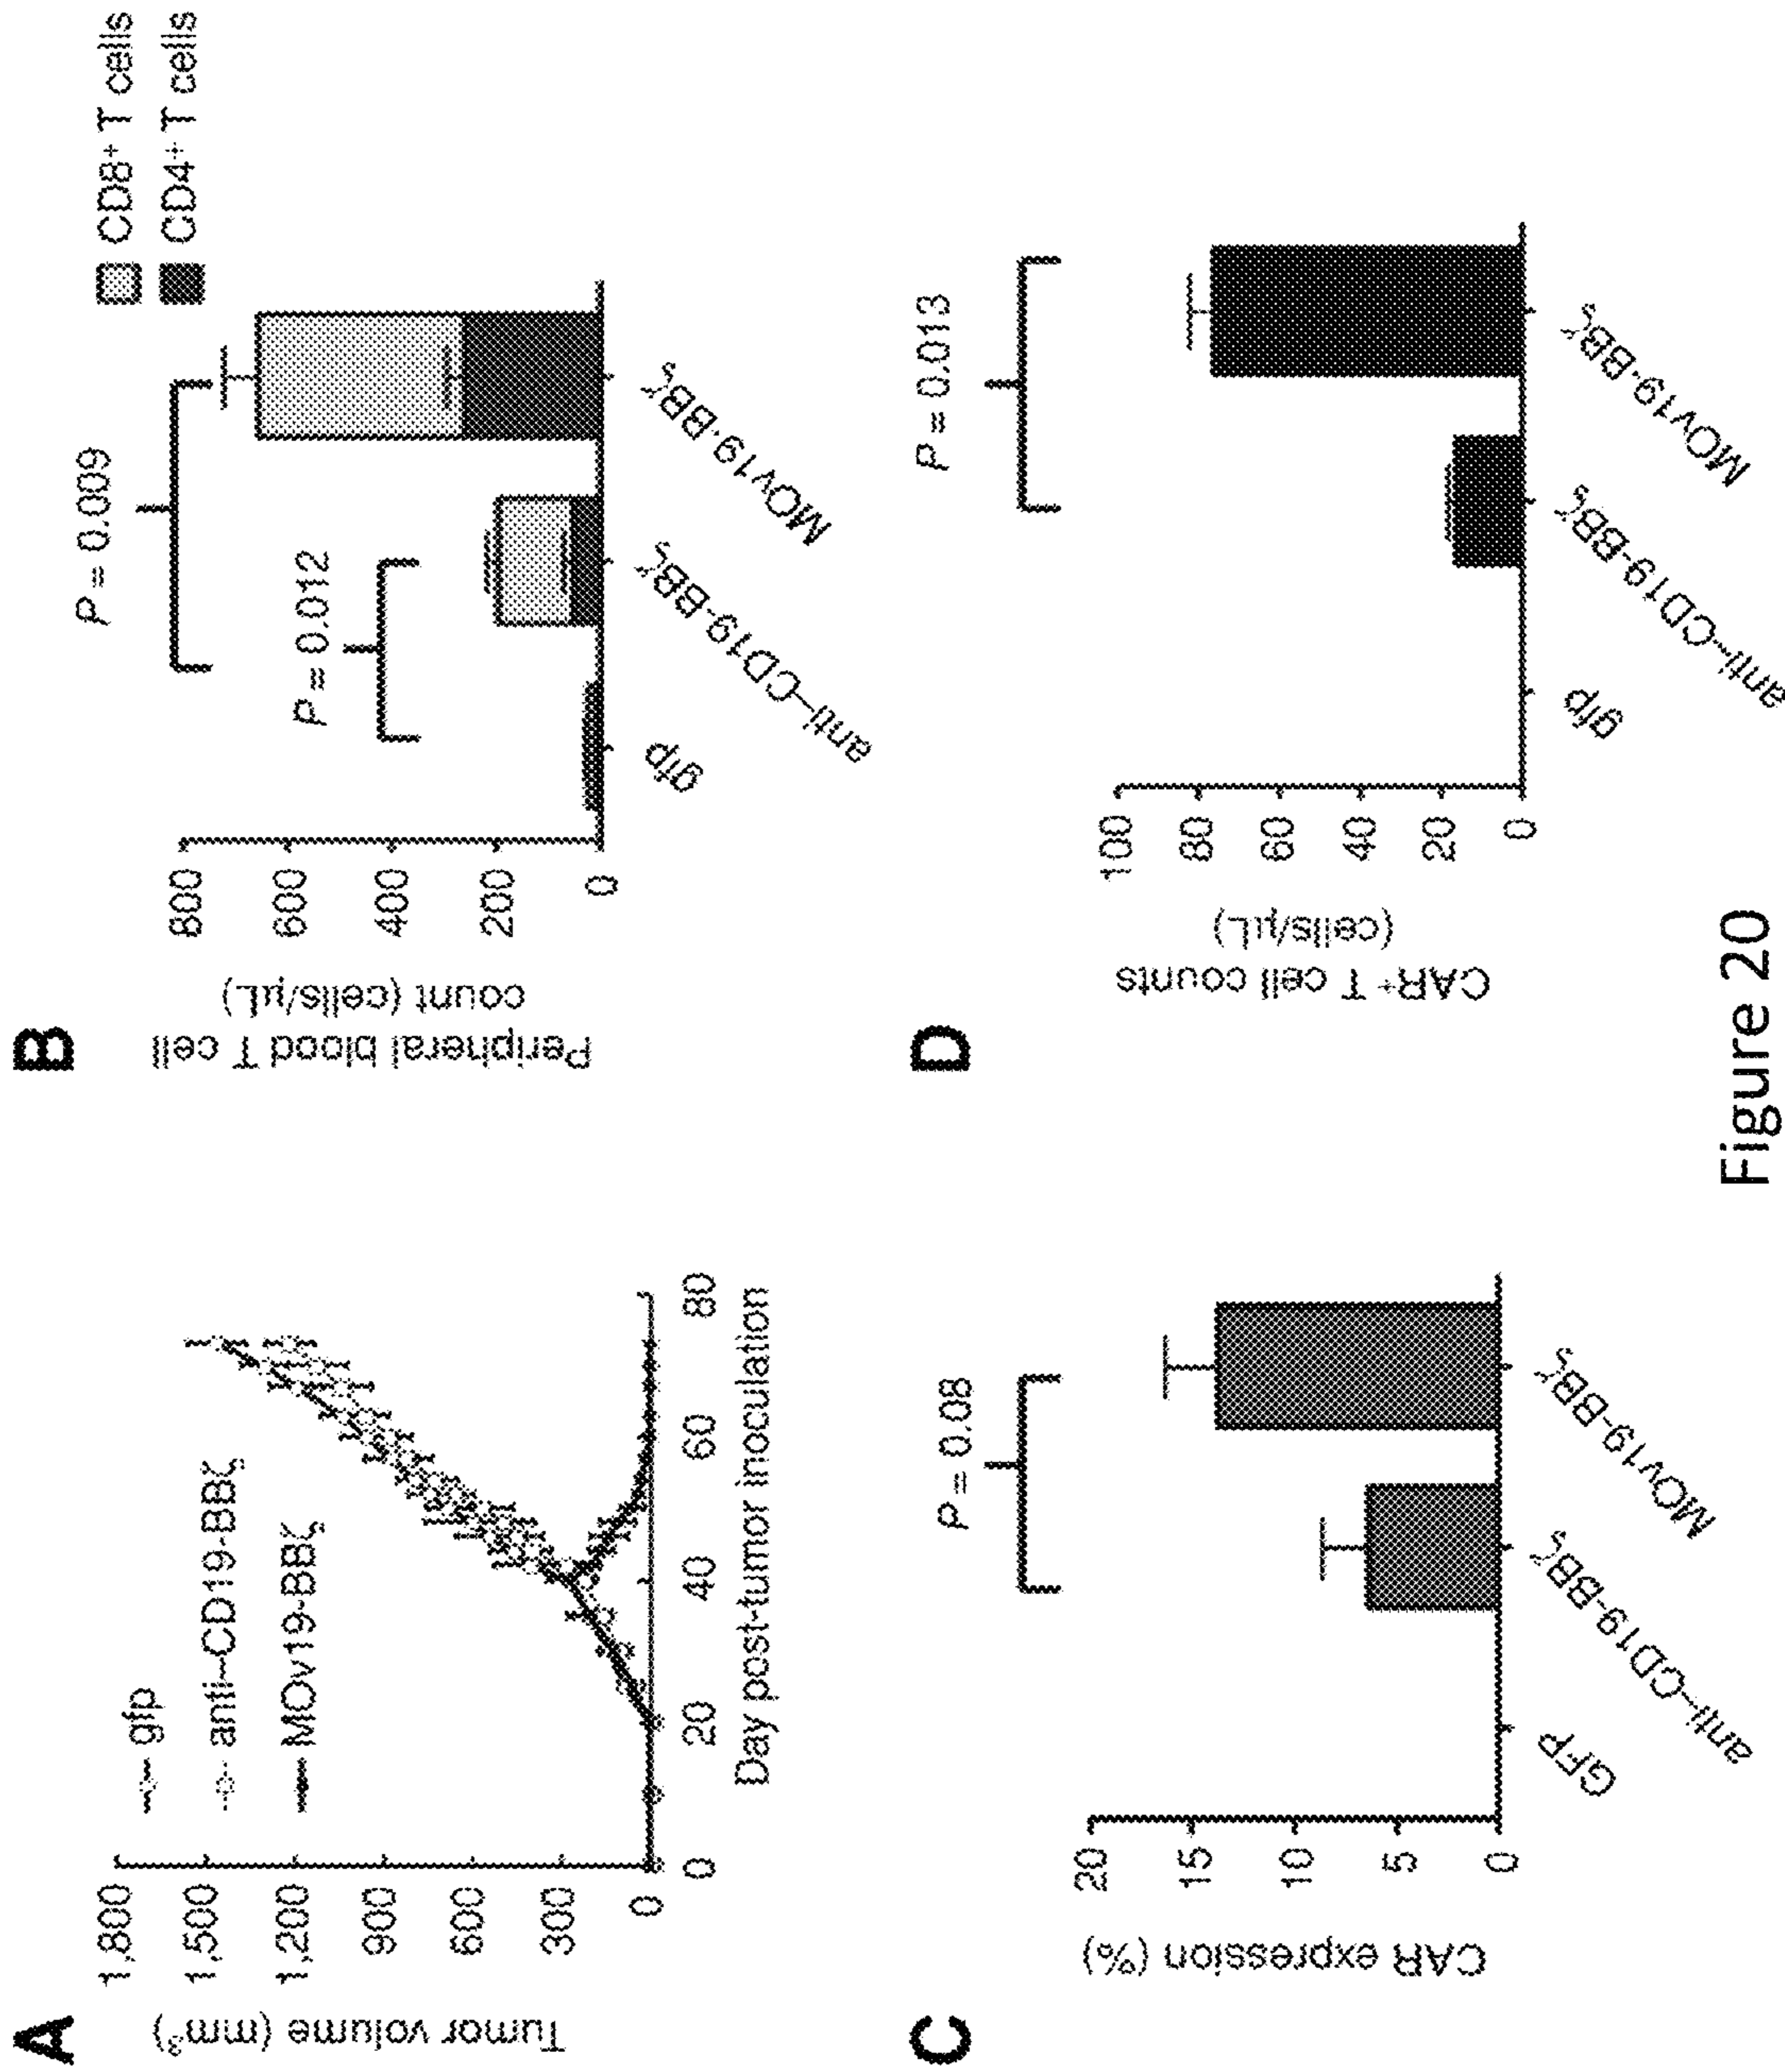 A
Tumor volume (mm³)
1,800
1,500
1,200
900
600
300
0
gfp
anti–CD19-BBζ
MOv19-BBζ
0 20 40 60 80
Day post-tumor inoculation
B
Peripheral blood T cell
count (cells/μL)
800
600
400
200
0
CD8⁺ T cells
CD4⁺ T cells
P = 0.009
P = 0.012
gfp
anti–CD19-BBζ
MOv19-BBζ
C
CAR expression (%)
20
15
10
5
0
P = 0.08
GFP
anti–CD19-BBζ
MOv19-BBζ
D
CAR⁺ T cell counts
(cells/μL)
100
80
60
40
20
0
P = 0.013
gfp
anti–CD19-BBζ
MOv19-BBζ
Figure 20